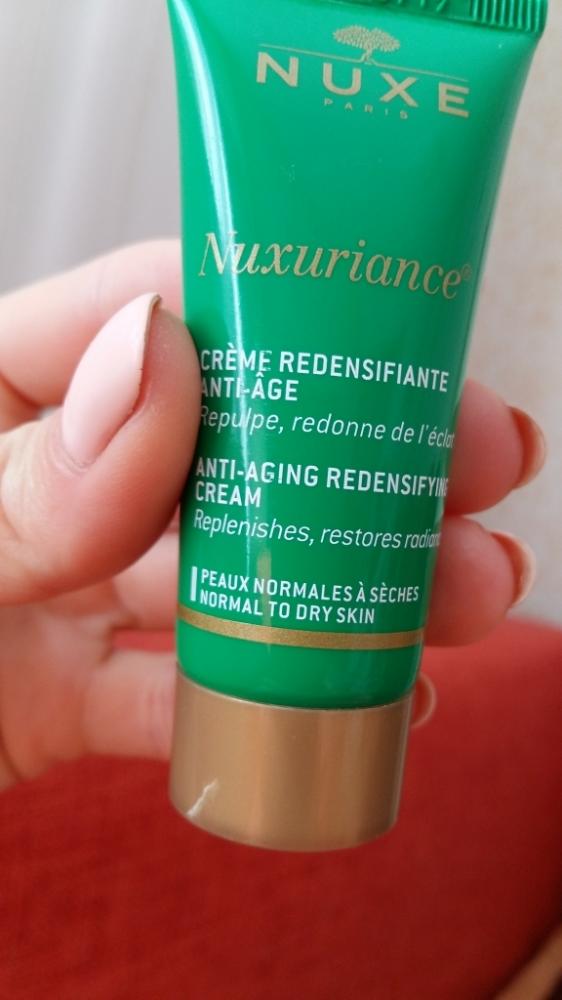 NUXE
PARIS
Nuxuriance®
CRÈME REDENSIFIANTE
ANTI-ÂGE
Repulpe, redonne de l'éclat
ANTI-AGING REDENSIFYING
CREAM
Replenishes, restores
PEAUX NORMALES À SÈCHES
NORMAL TO DRY SKIN